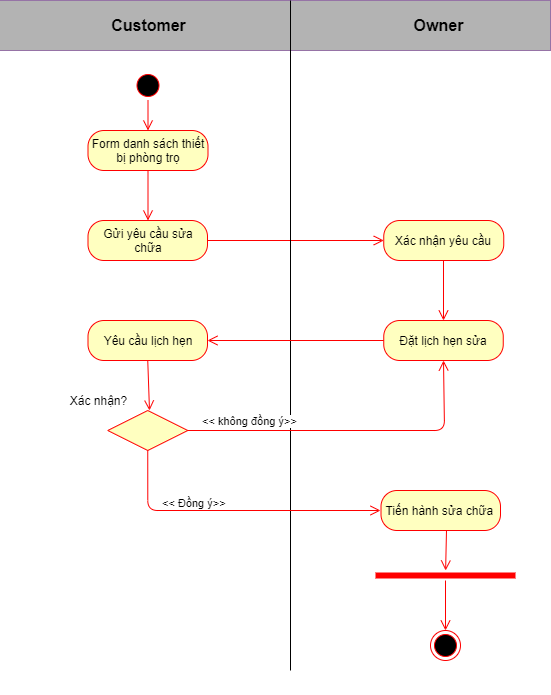 Customer
Owner
Form danh sách thiết
bị phòng trọ
Gửi yêu cầu sửa
chữa
Xác nhận yêu cầu
Yêu cầu lịch hẹn
Đặt lịch hẹn sửa
Xác nhận?
<< không đồng ý>>
<< Đồng ý>>
Tiến hành sửa chữa